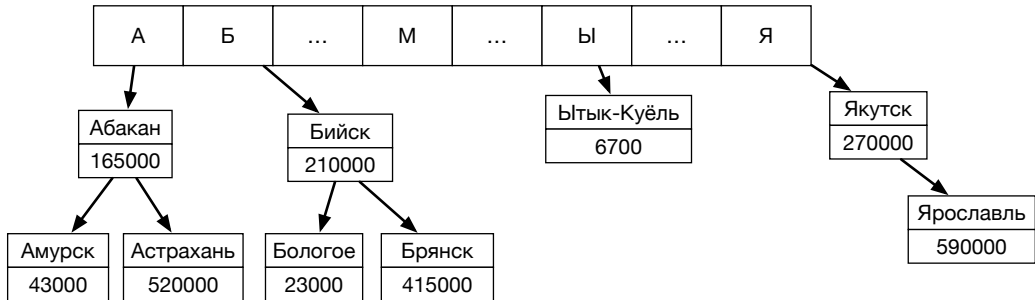 А Б ... М ... Ы ... Я
Абакан
165000
Бийск
210000
Ытык-Куёль
6700
Якутск
270000
Амурск
43000
Астрахань
520000
Бологое
23000
Брянск
415000
Ярославль
590000